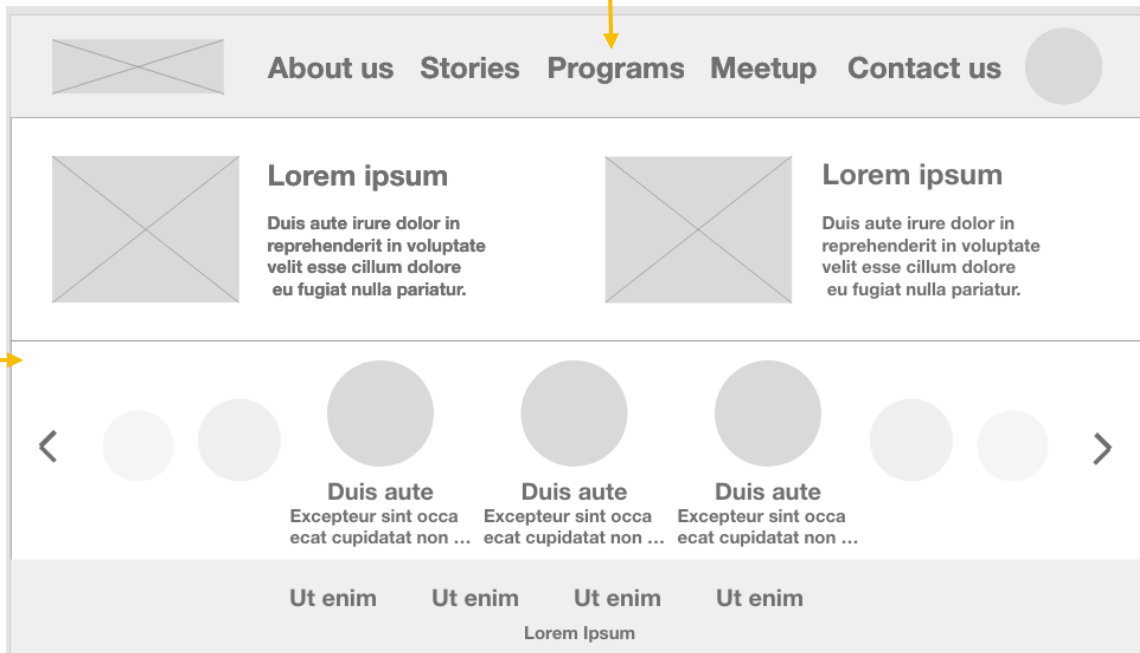 About us Stories Programs Meetup Contact us
Lorem ipsum
Duis aute irure dolor in
reprehenderit in voluptate
velit esse cillum dolore
eu fugiat nulla pariatur.
Lorem ipsum
Duis aute irure dolor in
reprehenderit in voluptate
velit esse cillum dolore
eu fugiat nulla pariatur.
Duis aute
Excepteur sint occa
ecat cupidatat non ...
Duis aute
Excepteur sint occa
ecat cupidatat non ...
Duis aute
Excepteur sint occa
ecat cupidatat non ...
Ut enim Ut enim Ut enim Ut enim
Lorem Ipsum